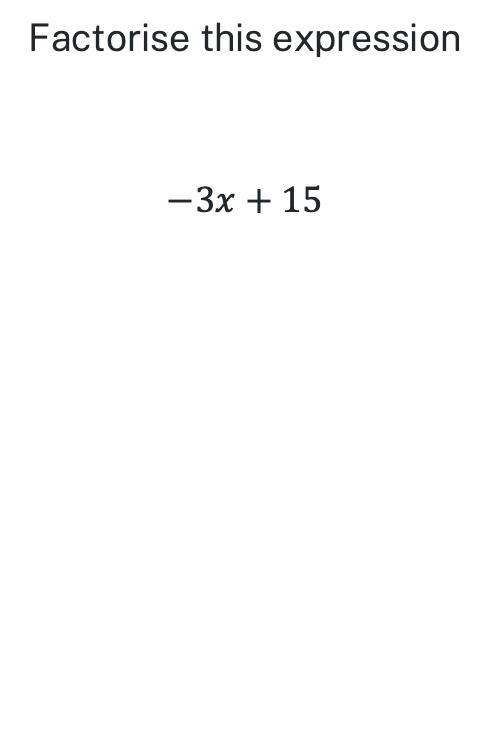 Factorise this expression
−3x + 15